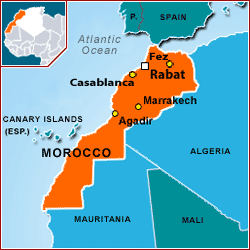 Atlantic
Ocean
P.
SPAIN
Fez
Rabat
Casablanca
Marrakech
CANARY ISLANDS
(ESP.)
Agadir
MOROCCO
ALGERIA
MAURITANIA
MALI